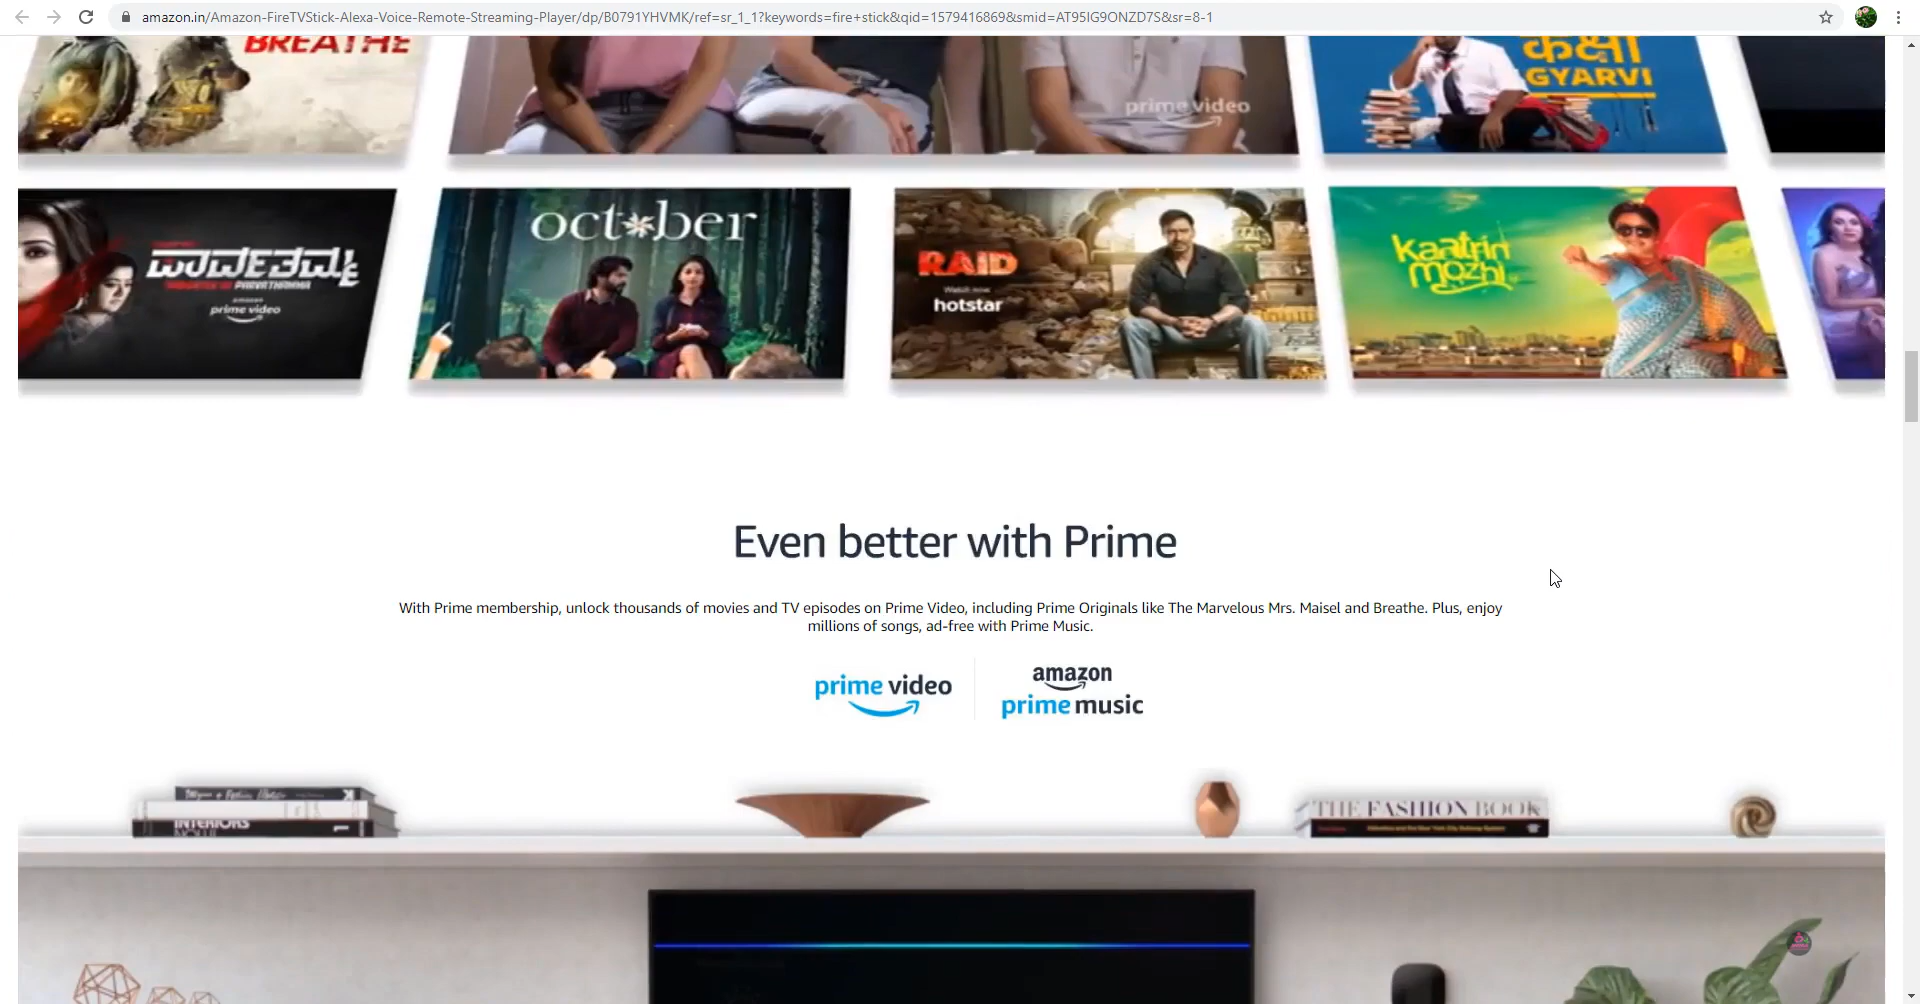 amazon.in/Amazon-FireTVStick-Alexa-Voice-Remote-Streaming-Player/dp/B0791YHVMK/ref=sr_1_1?keywords=fire+stick&qid=1579416869&smid=AT95IG9ONZD7S&sr=8-1
BREATHE
prime video
कक्षा
GYARVI
prime video
october
RAID
Watch now
hotstar
Kaatrin
mozhi
Even better with Prime
With Prime membership, unlock thousands of movies and TV episodes on Prime Video, including Prime Originals like The Marvelous Mrs. Maisel and Breathe. Plus, enjoy
millions of songs, ad-free with Prime Music.
prime video
amazon
prime music
INTERIORS
THE FASHION BOOK